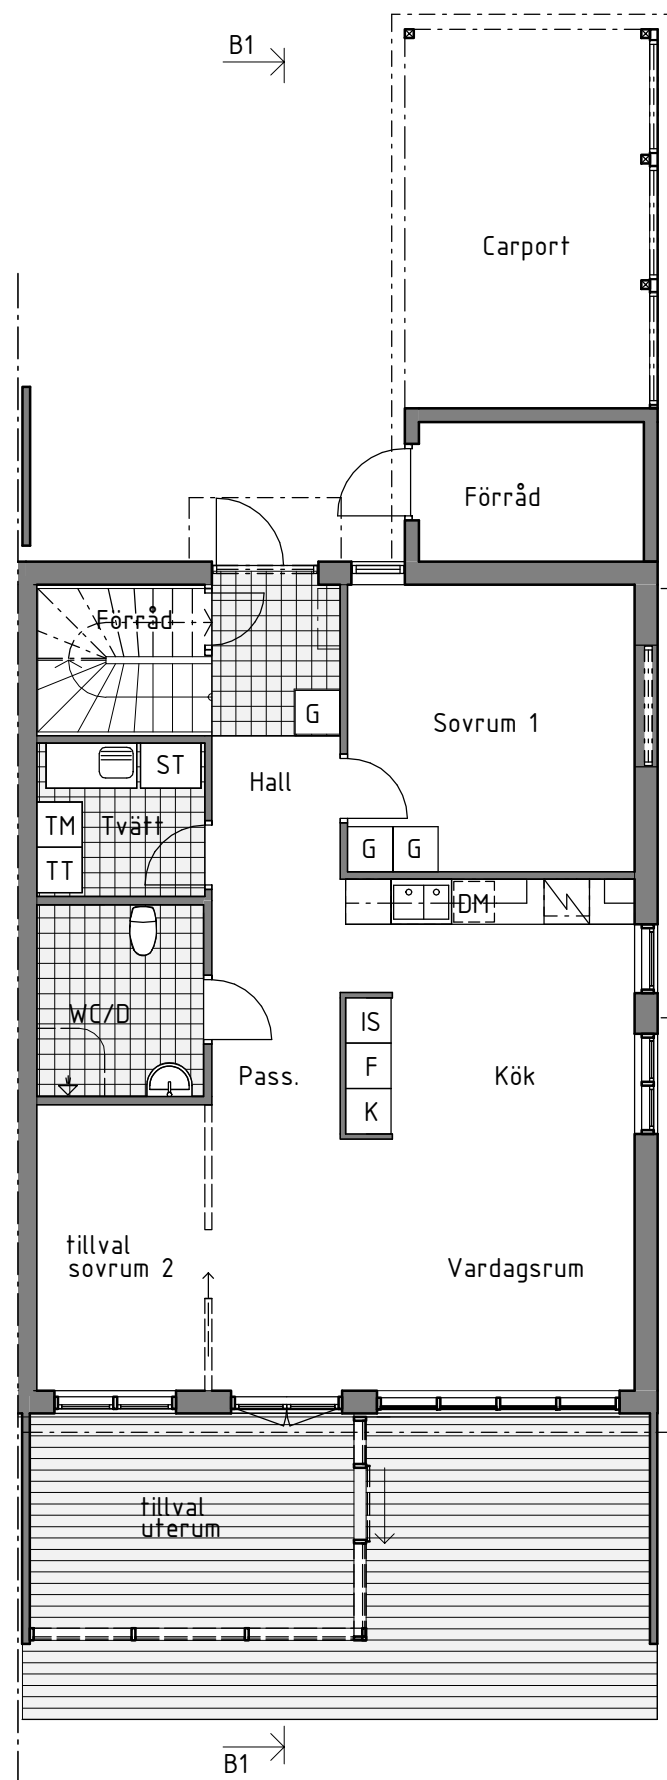 B1
Carport
Förråd
Förråd
G
Sovrum 1
Hall
ST
TM
Tvätt
TT
G G
DM
WC/D
IS
F
K
Pass.
Kök
tillval
sovrum 2
Vardagsrum
tillval
uterum
B1